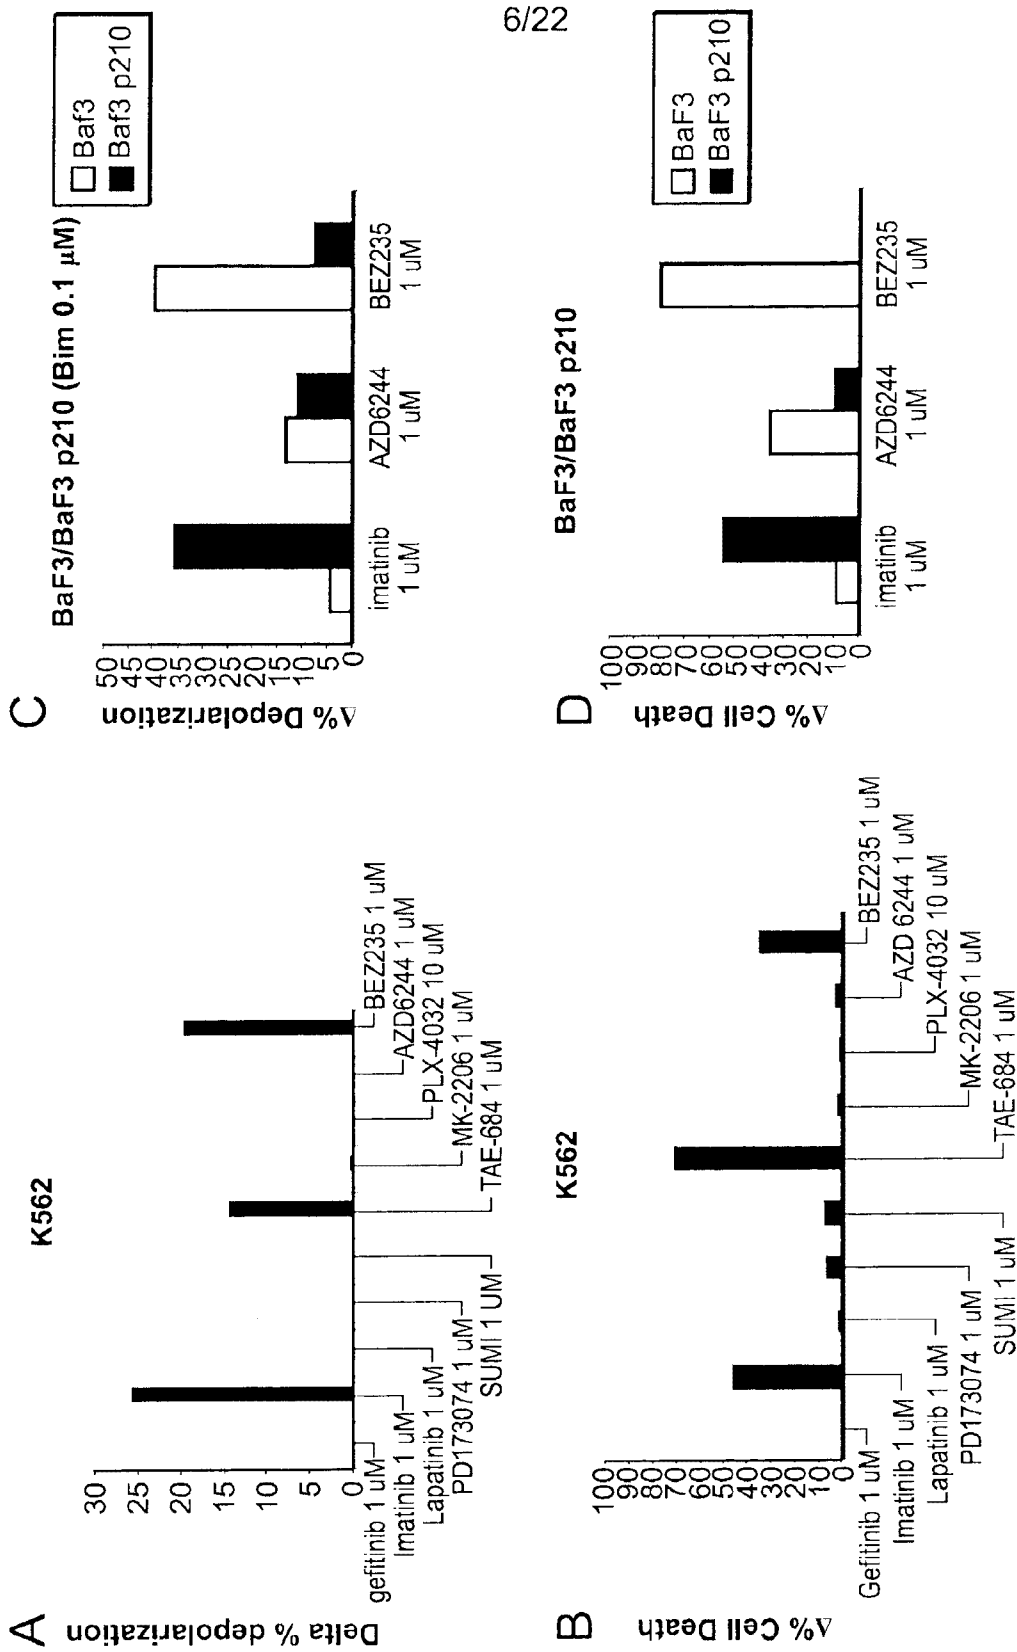 6/22
A
K562
Delta % depolarization
30
25
20
15
10
5
0
gefitinib 1 uM
Imatinib 1 uM
Lapatinib 1 uM
PD173074 1 uM
SUMI 1 UM
TAE-684 1 uM
MK-2206 1 uM
PLX-4032 10 uM
AZD6244 1 uM
BEZ235 1 uM
B
K562
Δ% Cell Death
100
90
80
70
60
50
40
30
20
10
0
Gefitinib 1 uM
Imatinib 1 uM
Lapatinib 1 uM
PD173074 1 uM
SUMI 1 uM
TAE-684 1 uM
MK-2206 1 uM
PLX-4032 10 uM
AZD 6244 1 uM
BEZ235 1 uM
C
BaF3/BaF3 p210 (Bim 0.1 µM)
Δ% Depolarization
50
45
40
35
30
25
20
15
10
5
0
imatinib
1 uM
AZD6244
1 uM
BEZ235
1 uM
Baf3
Baf3 p210
D
BaF3/BaF3 p210
Δ% Cell Death
100
90
80
70
60
50
40
30
20
10
0
imatinib
1 uM
AZD6244
1 uM
BEZ235
1 uM
BaF3
BaF3 p210